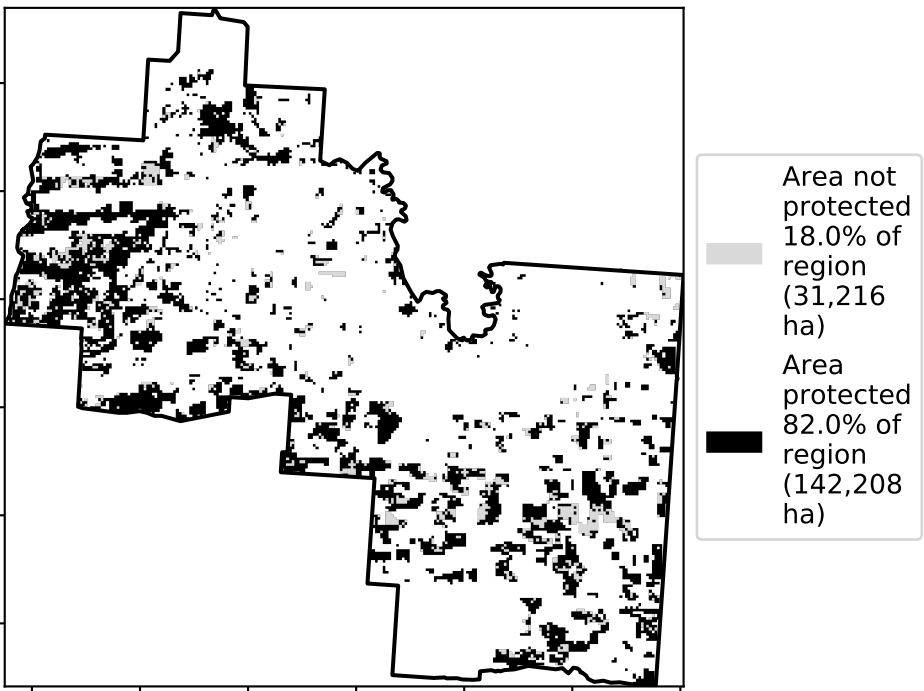 Area not
protected
18.0% of
region
(31,216
ha)
Area
protected
82.0% of
region
(142,208
ha)